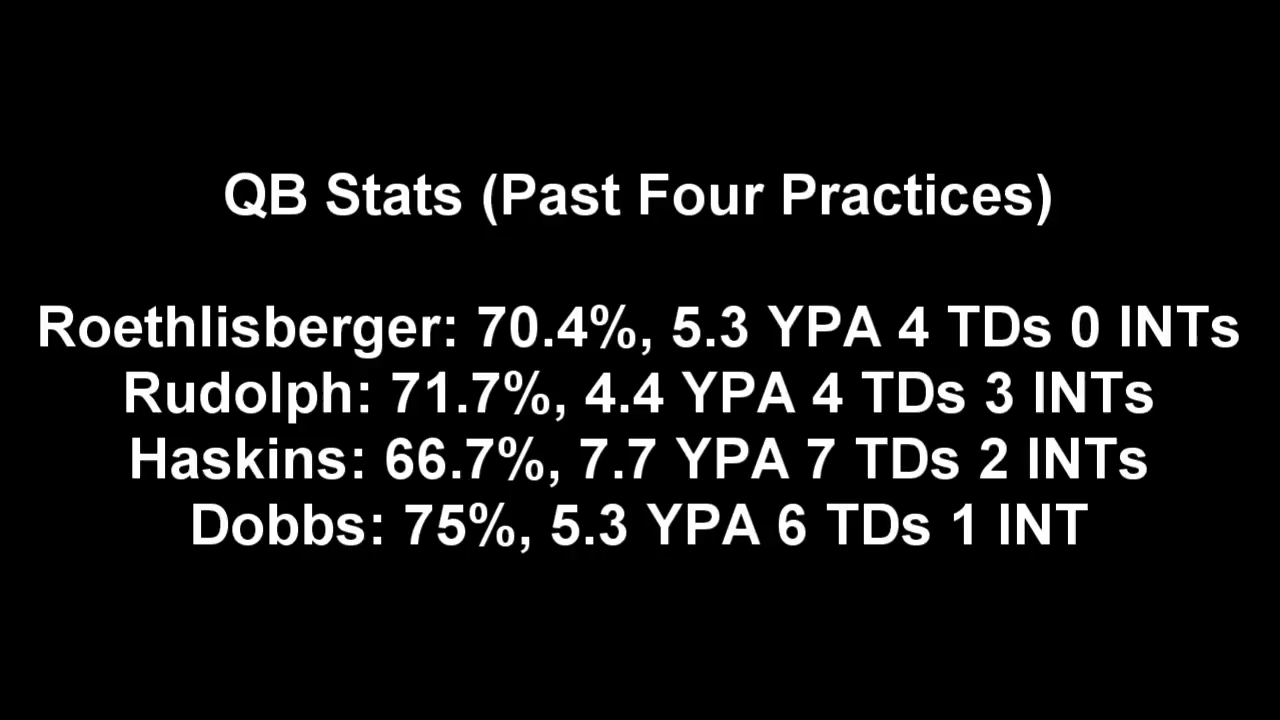 QB Stats (Past Four Practices)
Roethlisberger: 70.4%, 5.3 YPA 4 TDs 0 INTs
Rudolph: 71.7%, 4.4 YPA 4 TDs 3 INTs
Haskins: 66.7%, 7.7 YPA 7 TDs 2 INTs
Dobbs: 75%, 5.3 YPA 6 TDs 1 INT